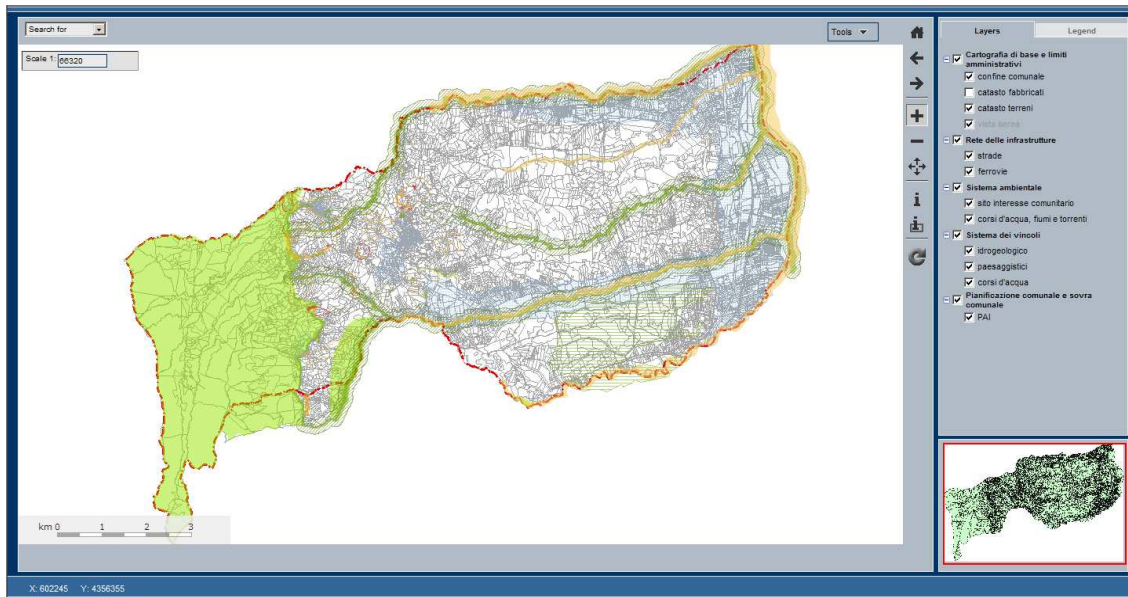 Search for
Tools
Scale 1: 66320
km 0 1 2 3
X: 602245 Y: 4356355
Layers
Legend
Cartografia di base e limiti
amministrativi
confine comunale
catasto fabbricati
catasto terreni
vista aerea
Rete delle infrastrutture
strade
ferrovie
Sistema ambientale
sito interesse comunitario
corsi d'acqua, fiumi e torrenti
Sistema dei vincoli
idrogeologico
paesaggistici
corsi d'acqua
Pianificazione comunale e sovra
comunale
PAI